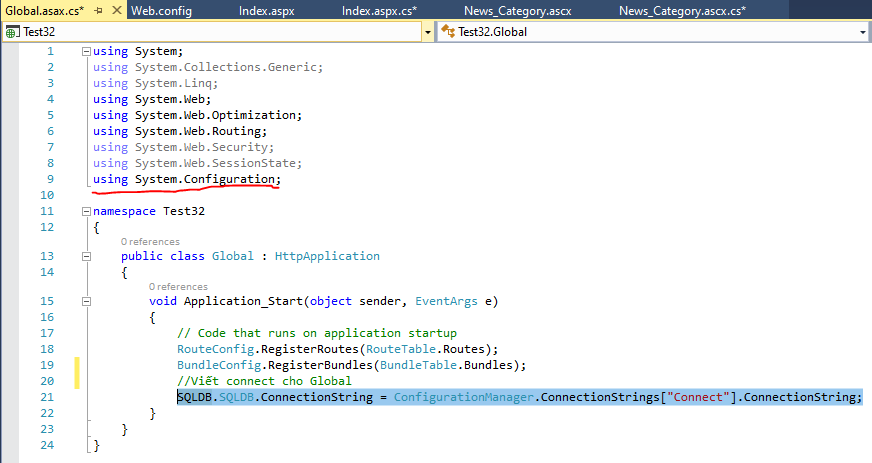 Global.asax.cs* Web.config Index.aspx Index.aspx.cs* News_Category.ascx News_Category.ascx.cs*
Test32 Test32.Global
1 using System;
2 using System.Collections.Generic;
3 using System.Linq;
4 using System.Web;
5 using System.Web.Optimization;
6 using System.Web.Routing;
7 using System.Web.Security;
8 using System.Web.SessionState;
9 using System.Configuration;
10
11 namespace Test32
12 {
0 references
13 public class Global : HttpApplication
14 {
0 references
15 void Application_Start(object sender, EventArgs e)
16 {
17 // Code that runs on application startup
18 RouteConfig.RegisterRoutes(RouteTable.Routes);
19 BundleConfig.RegisterBundles(BundleTable.Bundles);
20 //Viết connect cho Global
21 SQLDB.SQLDB.ConnectionString = ConfigurationManager.ConnectionStrings["Connect"].ConnectionString;
22 }
23 }
24 }